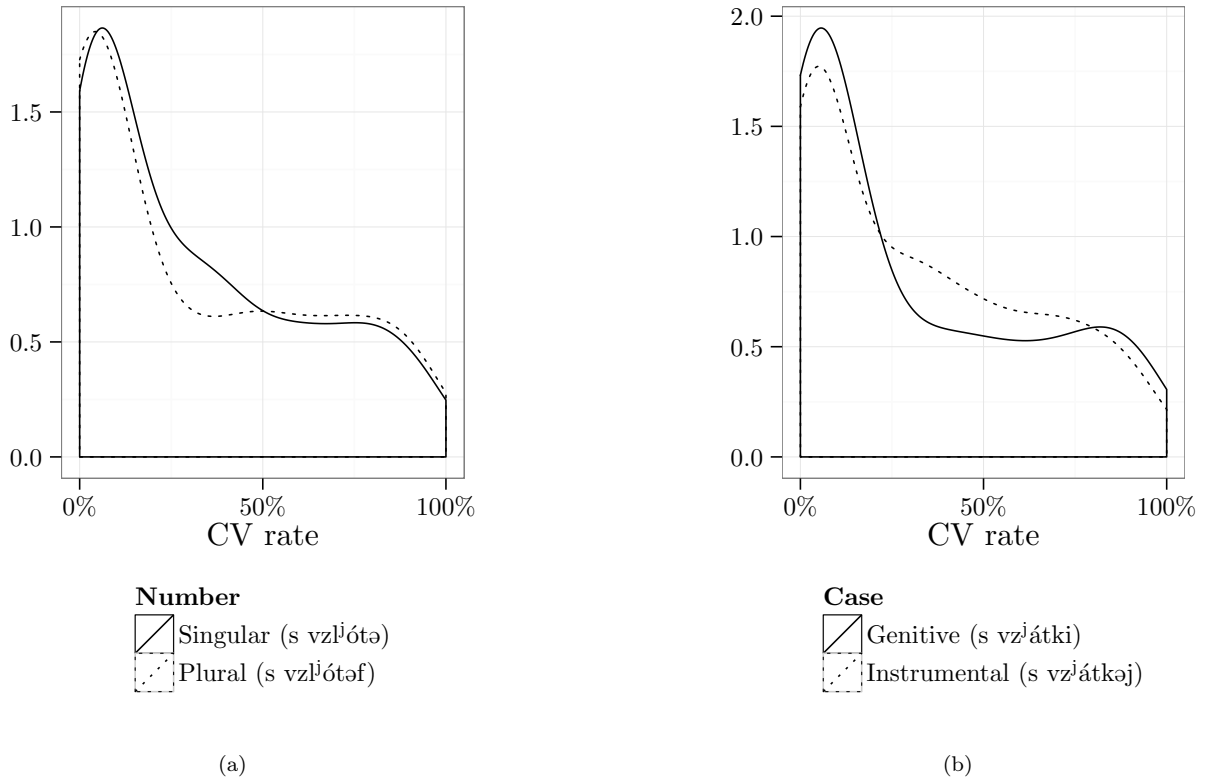 1.5
1.0
0.5
0.0
0%
50%
100%
CV rate
Number
Singular (s vzlʲótə)
Plural (s vzlʲótəf)
(a)
2.0
1.5
1.0
0.5
0.0
0%
50%
100%
CV rate
Case
Genitive (s vzʲátki)
Instrumental (s vzʲátkəj)
(b)